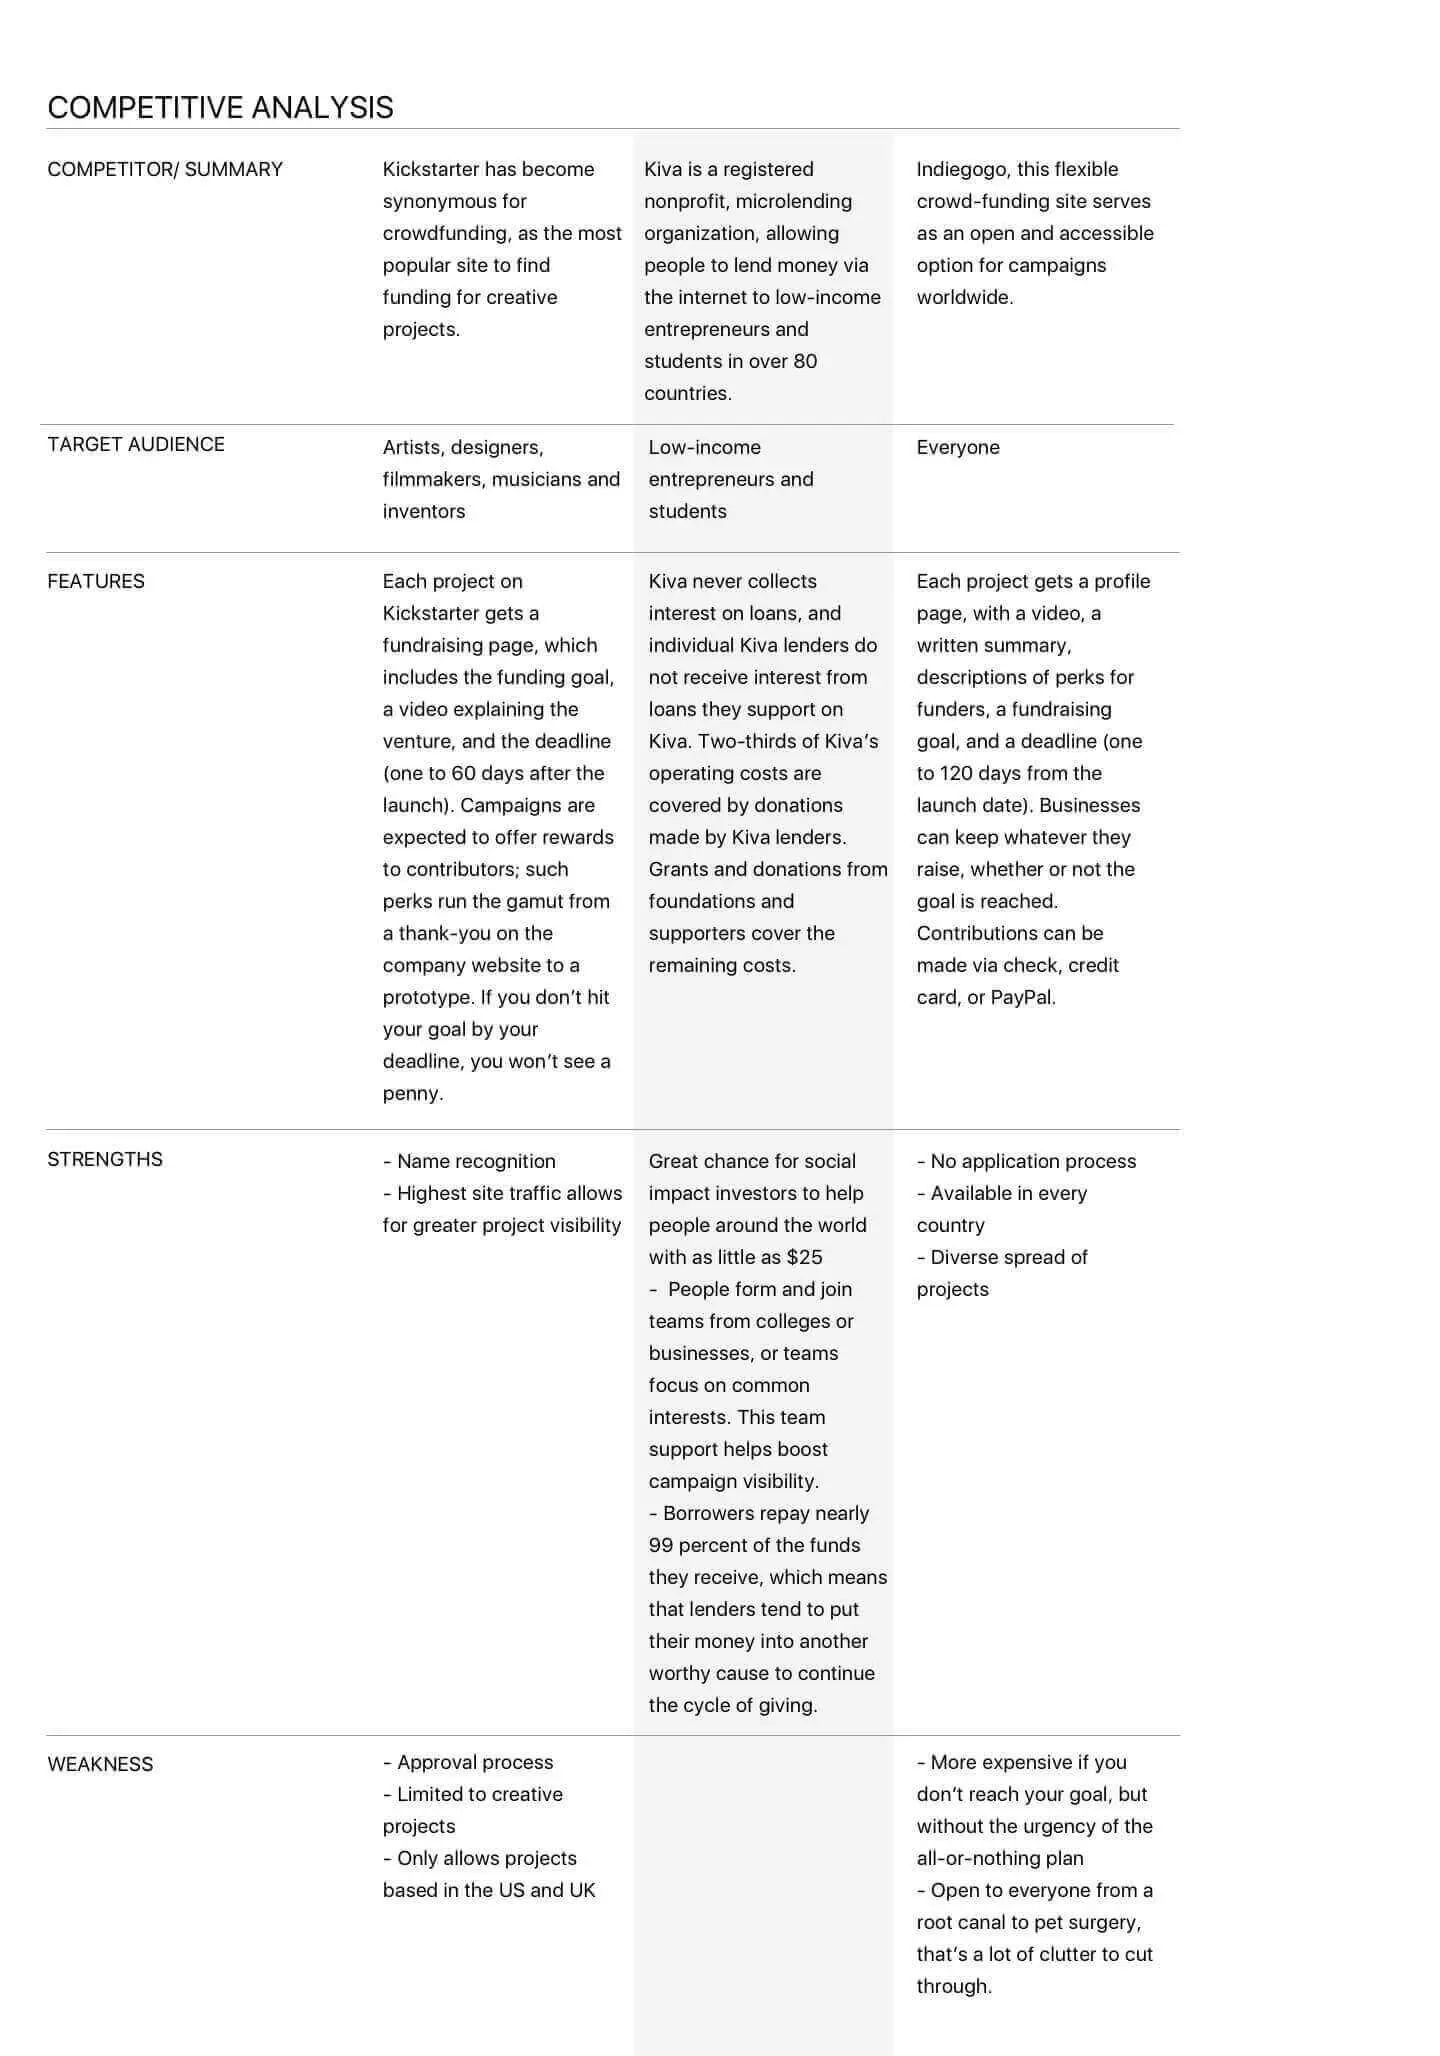 COMPETITIVE ANALYSIS
COMPETITOR/ SUMMARY
Kickstarter has become
synonymous for
crowdfunding, as the most
popular site to find
funding for creative
projects.
Kiva is a registered
nonprofit, microlending
organization, allowing
people to lend money via
the internet to low-income
entrepreneurs and
students in over 80
countries.
Indiegogo, this flexible
crowd-funding site serves
as an open and accessible
option for campaigns
worldwide.
TARGET AUDIENCE
Artists, designers,
filmmakers, musicians and
inventors
Low-income
entrepreneurs and
students
Everyone
FEATURES
Each project on
Kickstarter gets a
fundraising page, which
includes the funding goal,
a video explaining the
venture, and the deadline
(one to 60 days after the
launch). Campaigns are
expected to offer rewards
to contributors; such
perks run the gamut from
a thank-you on the
company website to a
prototype. If you don't hit
your goal by your
deadline, you won't see a
penny.
Kiva never collects
interest on loans, and
individual Kiva lenders do
not receive interest from
loans they support on
Kiva. Two-thirds of Kiva's
operating costs are
covered by donations
made by Kiva lenders.
Grants and donations from
foundations and
supporters cover the
remaining costs.
Each project gets a profile
page, with a video, a
written summary,
descriptions of perks for
funders, a fundraising
goal, and a deadline (one
to 120 days from the
launch date). Businesses
can keep whatever they
raise, whether or not the
goal is reached.
Contributions can be
made via check, credit
card, or PayPal.
STRENGTHS
- Name recognition
- Highest site traffic allows
for greater project visibility
Great chance for social
impact investors to help
people around the world
with as little as $25
- People form and join
teams from colleges or
businesses, or teams
focus on common
interests. This team
support helps boost
campaign visibility.
- Borrowers repay nearly
99 percent of the funds
they receive, which means
that lenders tend to put
their money into another
worthy cause to continue
the cycle of giving.
- No application process
- Available in every
country
- Diverse spread of
projects
WEAKNESS
- Approval process
- Limited to creative
projects
- Only allows projects
based in the US and UK
- More expensive if you
don't reach your goal, but
without the urgency of the
all-or-nothing plan
- Open to everyone from a
root canal to pet surgery,
that's a lot of clutter to cut
through.